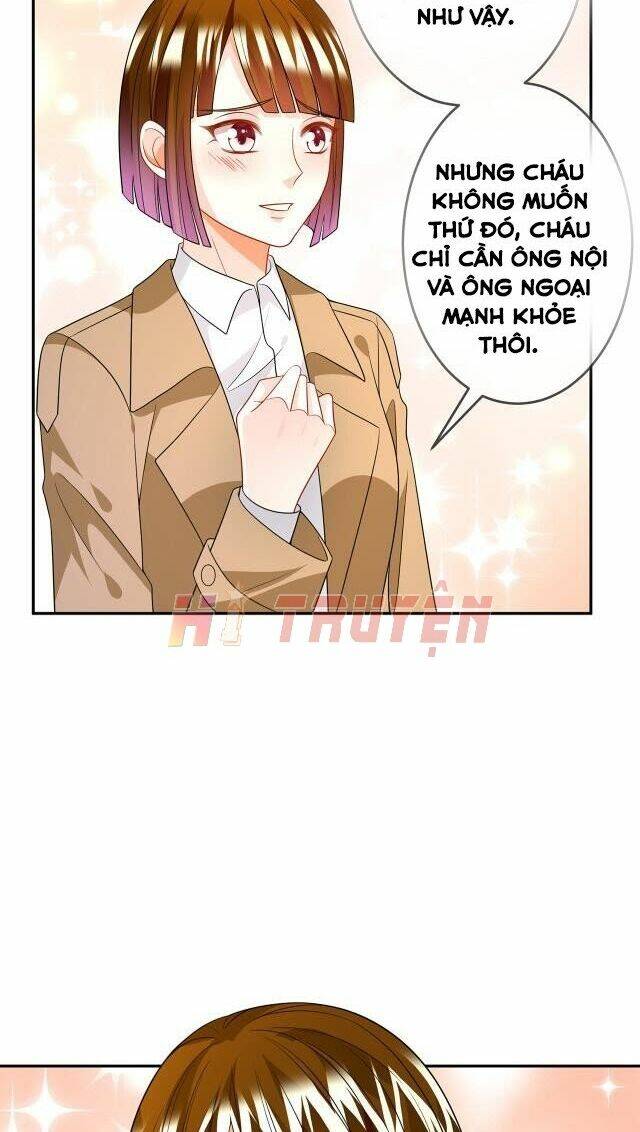 NHƯ VẬY.
NHƯNG CHÁU
KHÔNG MUỐN
THỨ ĐÓ, CHÁU
CHỈ CẦN ÔNG NỘI
VÀ ÔNG NGOẠI
MẠNH KHỎE
THÔI.
HI TRUYỆN